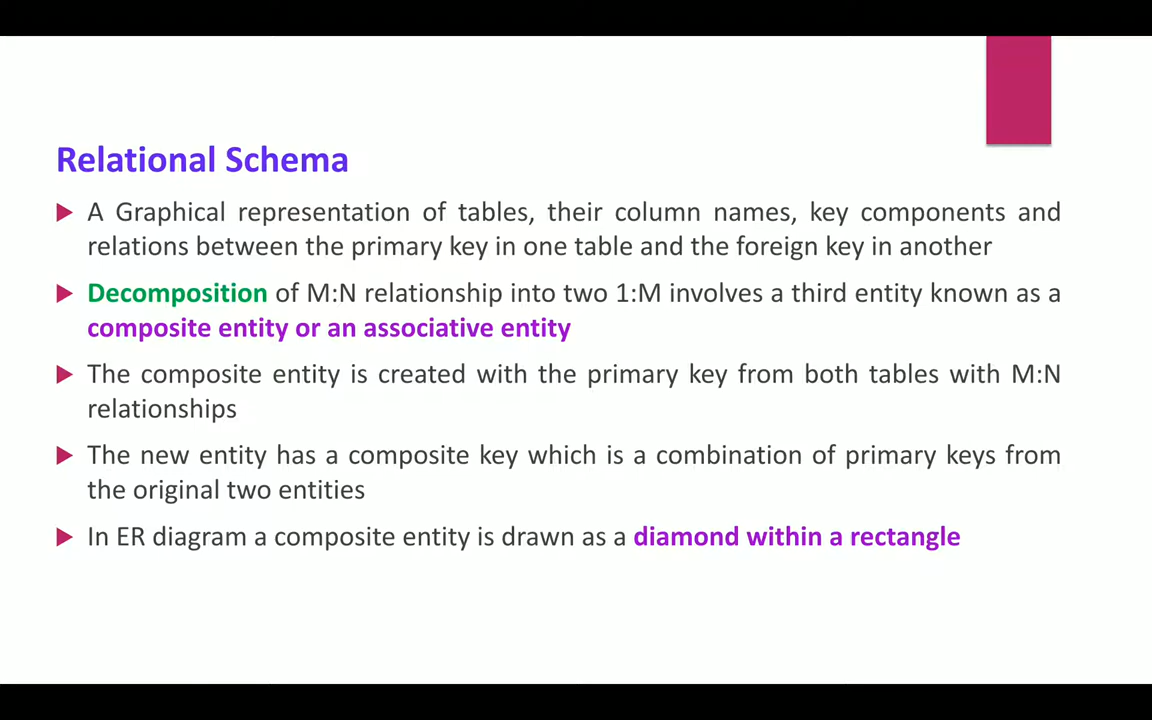 Relational Schema
A Graphical representation of tables, their column names, key components and
relations between the primary key in one table and the foreign key in another
Decomposition of M:N relationship into two 1:M involves a third entity known as a
composite entity or an associative entity
The composite entity is created with the primary key from both tables with M:N
relationships
The new entity has a composite key which is a combination of primary keys from
the original two entities
In ER diagram a composite entity is drawn as a diamond within a rectangle